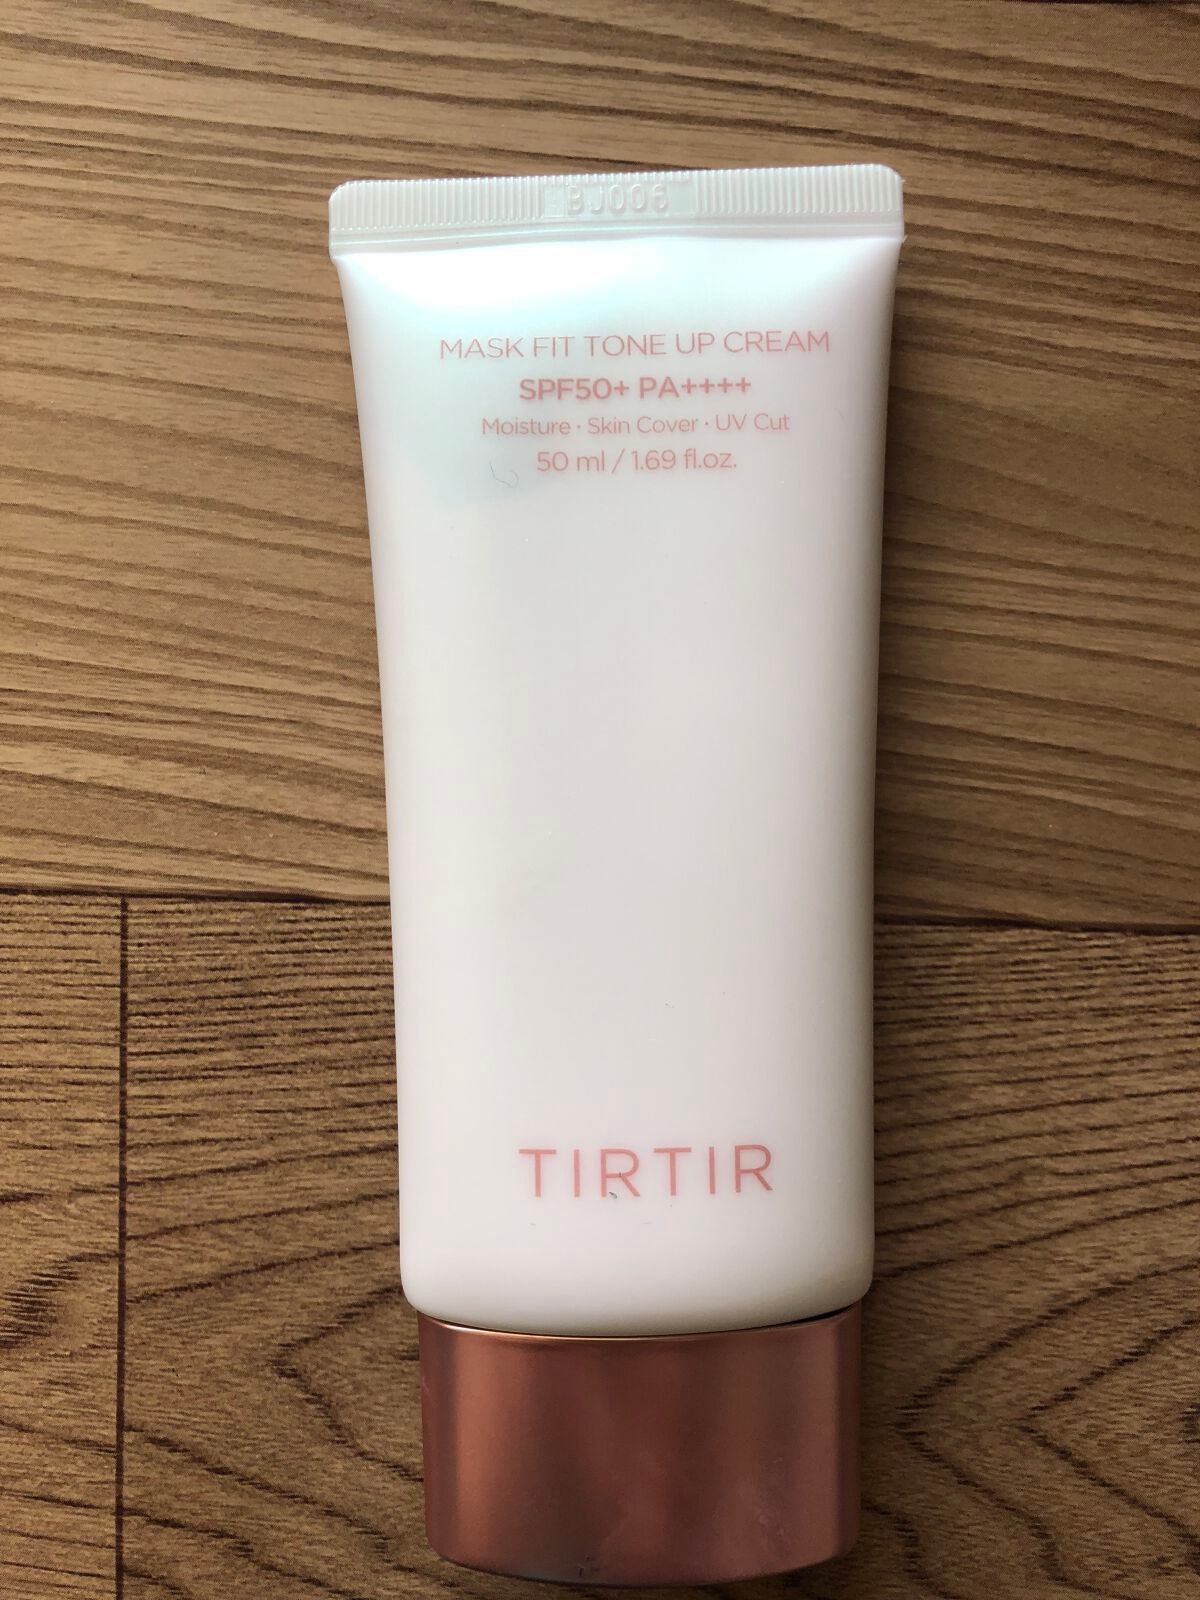 BJ006
MASK FIT TONE UP CREAM
SPF50+ PA++++
Moisture · Skin Cover · UV Cut
50 ml / 1.69 fl.oz.
TIRTIR